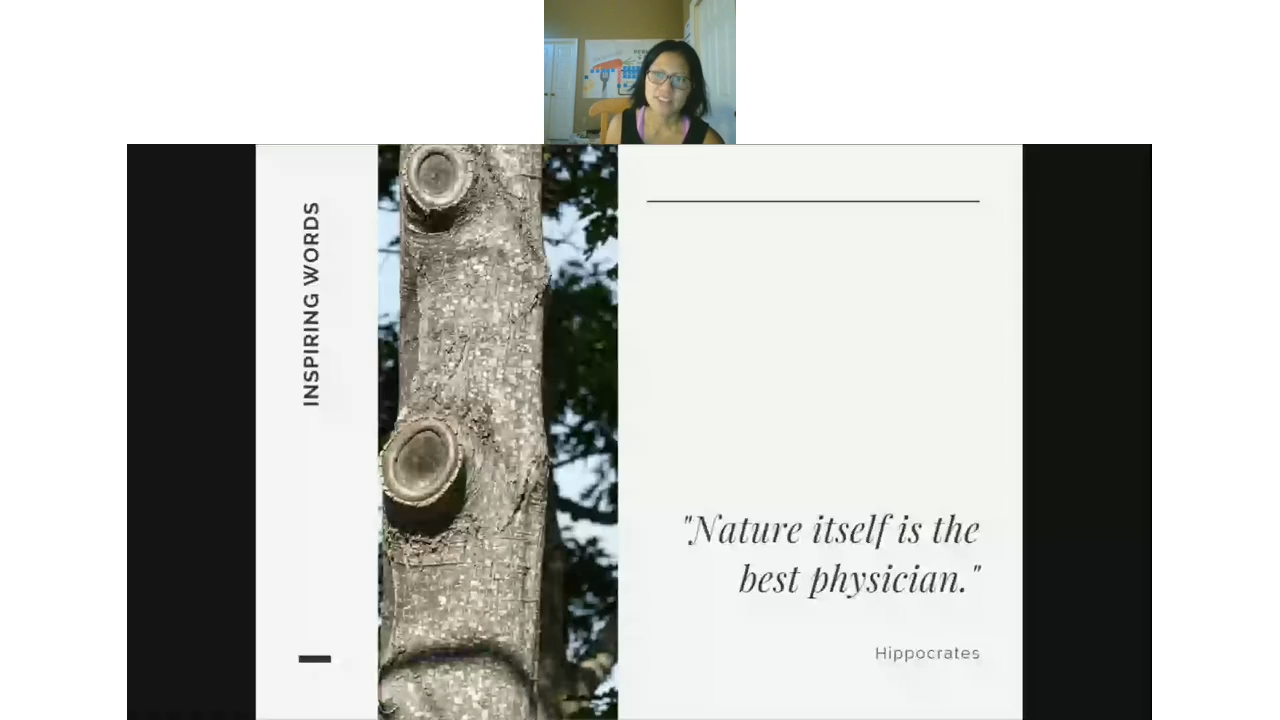 INSPIRING WORDS
"Nature itself is the
best physician."
Hippocrates